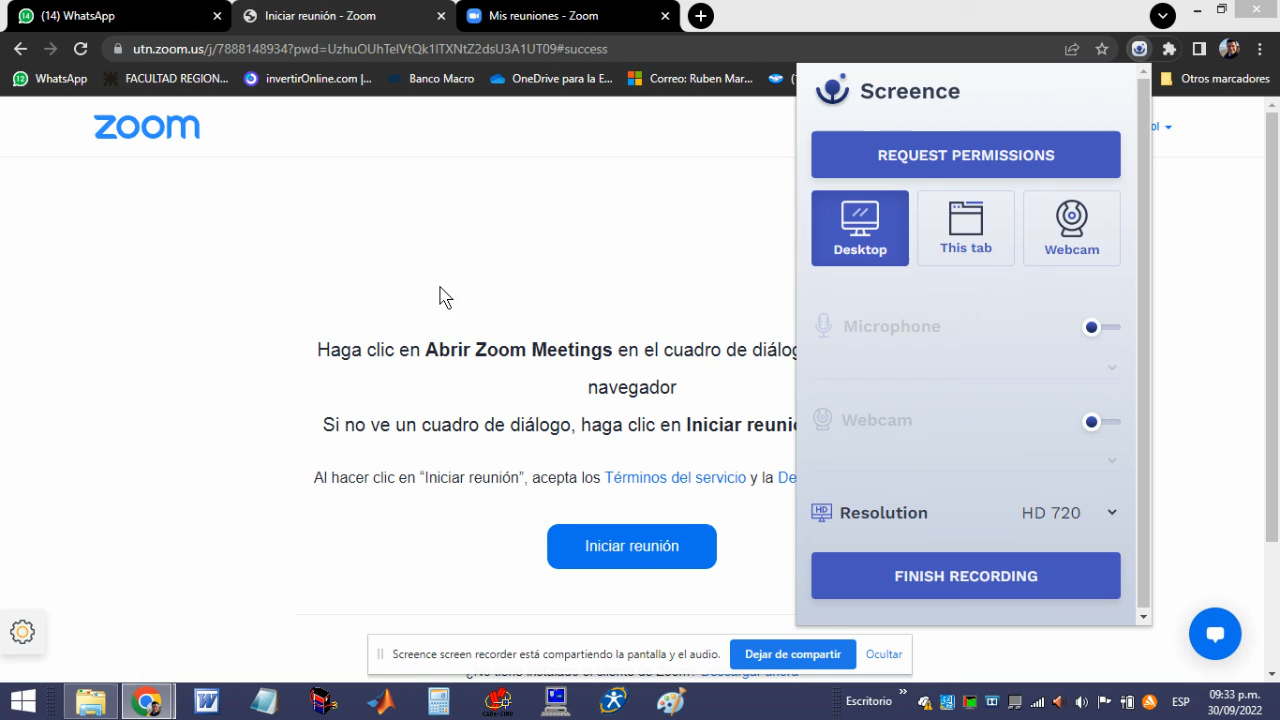 (14) WhatsApp
Iniciar reunión - Zoom
Mis reuniones - Zoom
utn.zoom.us/j/78881489934?pwd=UzhuOUhTelVtQk1lTXNtZ2dsU3A1UT09#success
WhatsApp
FACULTAD REGION...
invertirOnline.com |...
Banco Macro
OneDrive para la E...
Correo: Ruben Mar...
Otros marcadores
zoom
Screence
REQUEST PERMISSIONS
Desktop
This tab
Webcam
Microphone
Webcam
HD
Resolution
HD 720
FINISH RECORDING
Haga clic en Abrir Zoom Meetings en el cuadro de diálog
navegador
Si no ve un cuadro de diálogo, haga clic en Iniciar reunió
Al hacer clic en “Iniciar reunión”, acepta los Términos del servicio y la De
Iniciar reunión
Screence screen recorder está compartiendo la pantalla y el audio.
Dejar de compartir
Ocultar
Escritorio
ESP
09:33 p.m.
30/09/2022